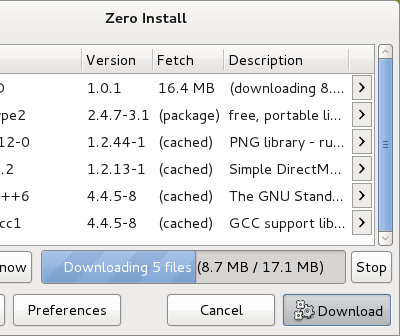 Zero Install
Version Fetch Description
1.0.1 16.4 MB (downloading 8....
ype2 2.4.7-3.1 (package) free, portable li...
12-0 1.2.44-1 (cached) PNG library - ru...
.2 1.2.13-1 (cached) Simple DirectM...
++6 4.4.5-8 (cached) The GNU Stand...
cc1 4.4.5-8 (cached) GCC support lib...
now Downloading 5 files (8.7 MB / 17.1 MB) Stop
Preferences Cancel Download